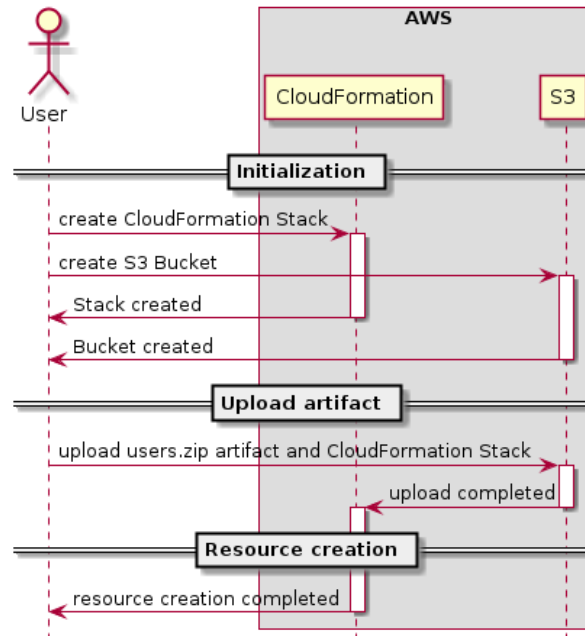 AWS
User
CloudFormation
S3
Initialization
create CloudFormation Stack
create S3 Bucket
Stack created
Bucket created
Upload artifact
upload users.zip artifact and CloudFormation Stack
upload completed
Resource creation
resource creation completed